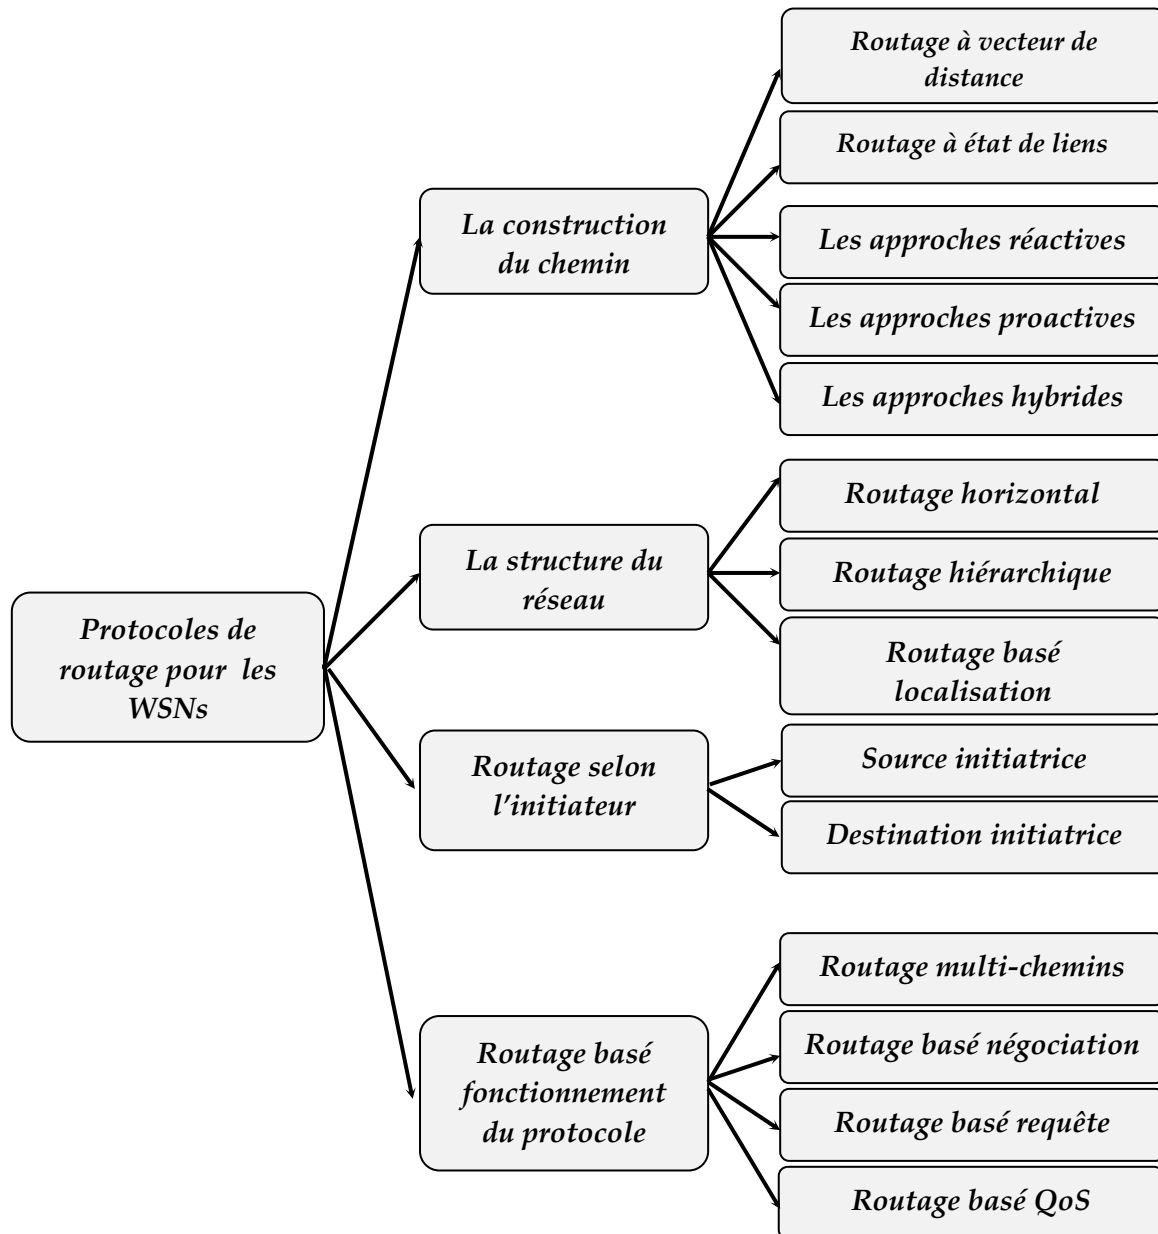 Protocoles de
routage pour les
WSNs
La construction
du chemin
Routage à vecteur de
distance
Routage à état de liens
Les approches réactives
Les approches proactives
Les approches hybrides
La structure du
réseau
Routage horizontal
Routage hiérarchique
Routage basé
localisation
Routage selon
l'initiateur
Source initiatrice
Destination initiatrice
Routage basé
fonctionnement
du protocole
Routage multi-chemins
Routage basé négociation
Routage basé requête
Routage basé QoS